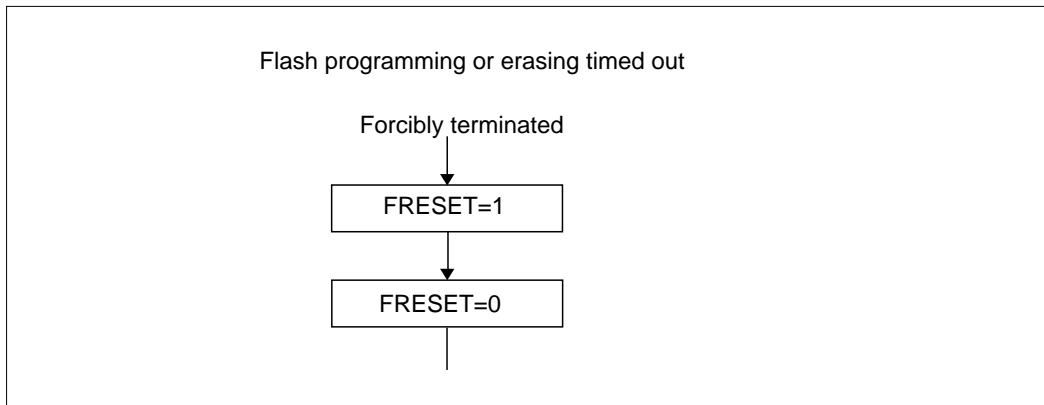 Flash programming or erasing timed out
Forcibly terminated
FRESET=1
FRESET=0